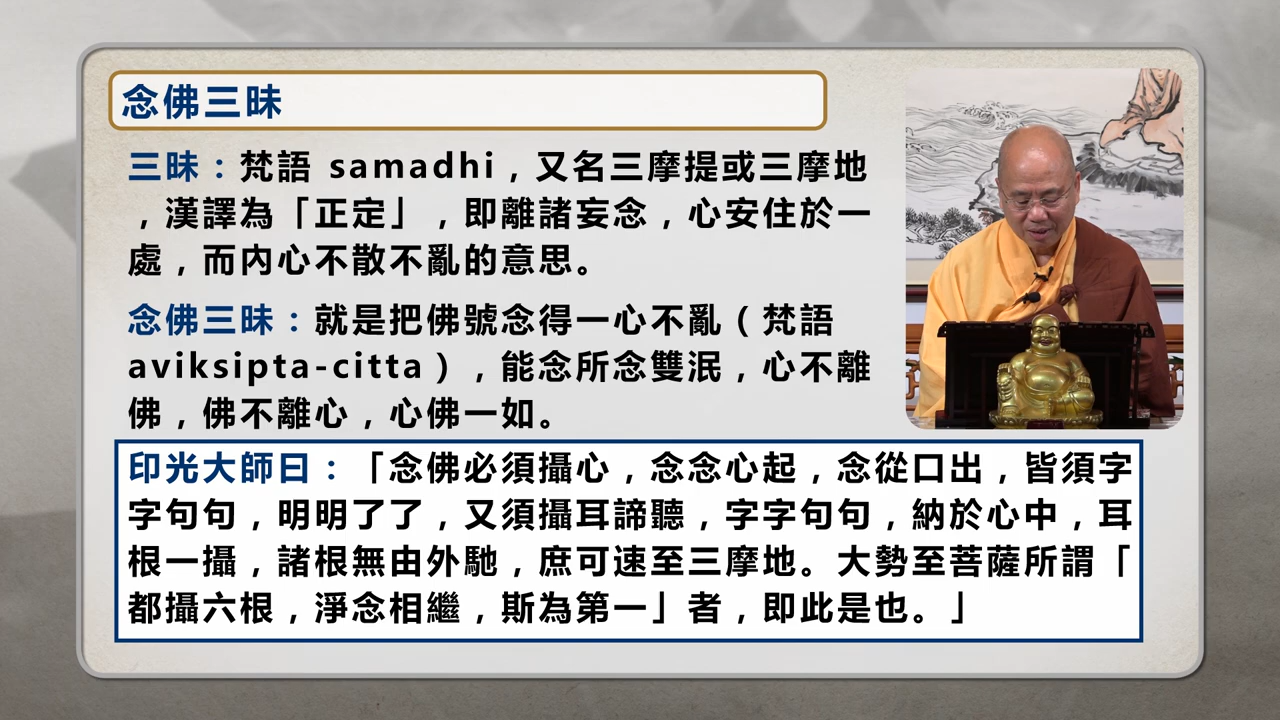 念佛三昧
三昧：梵語 samadhi，又名三摩提或三摩地
，漢譯為「正定」，即離諸妄念，心安住於一
處，而內心不散不亂的意思。
念佛三昧：就是把佛號念得一心不亂（梵語
aviksipta-citta），能念所念雙泯，心不離
佛，佛不離心，心佛一如。
印光大師曰：「念佛必須攝心，念念心起，念從口出，皆須字
字句句，明明了了，又須攝耳諦聽，字字句句，納於心中，耳
根一攝，諸根無由外馳，庶可速至三摩地。大勢至菩薩所謂「
都攝六根，淨念相繼，斯為第一」者，即此是也。」